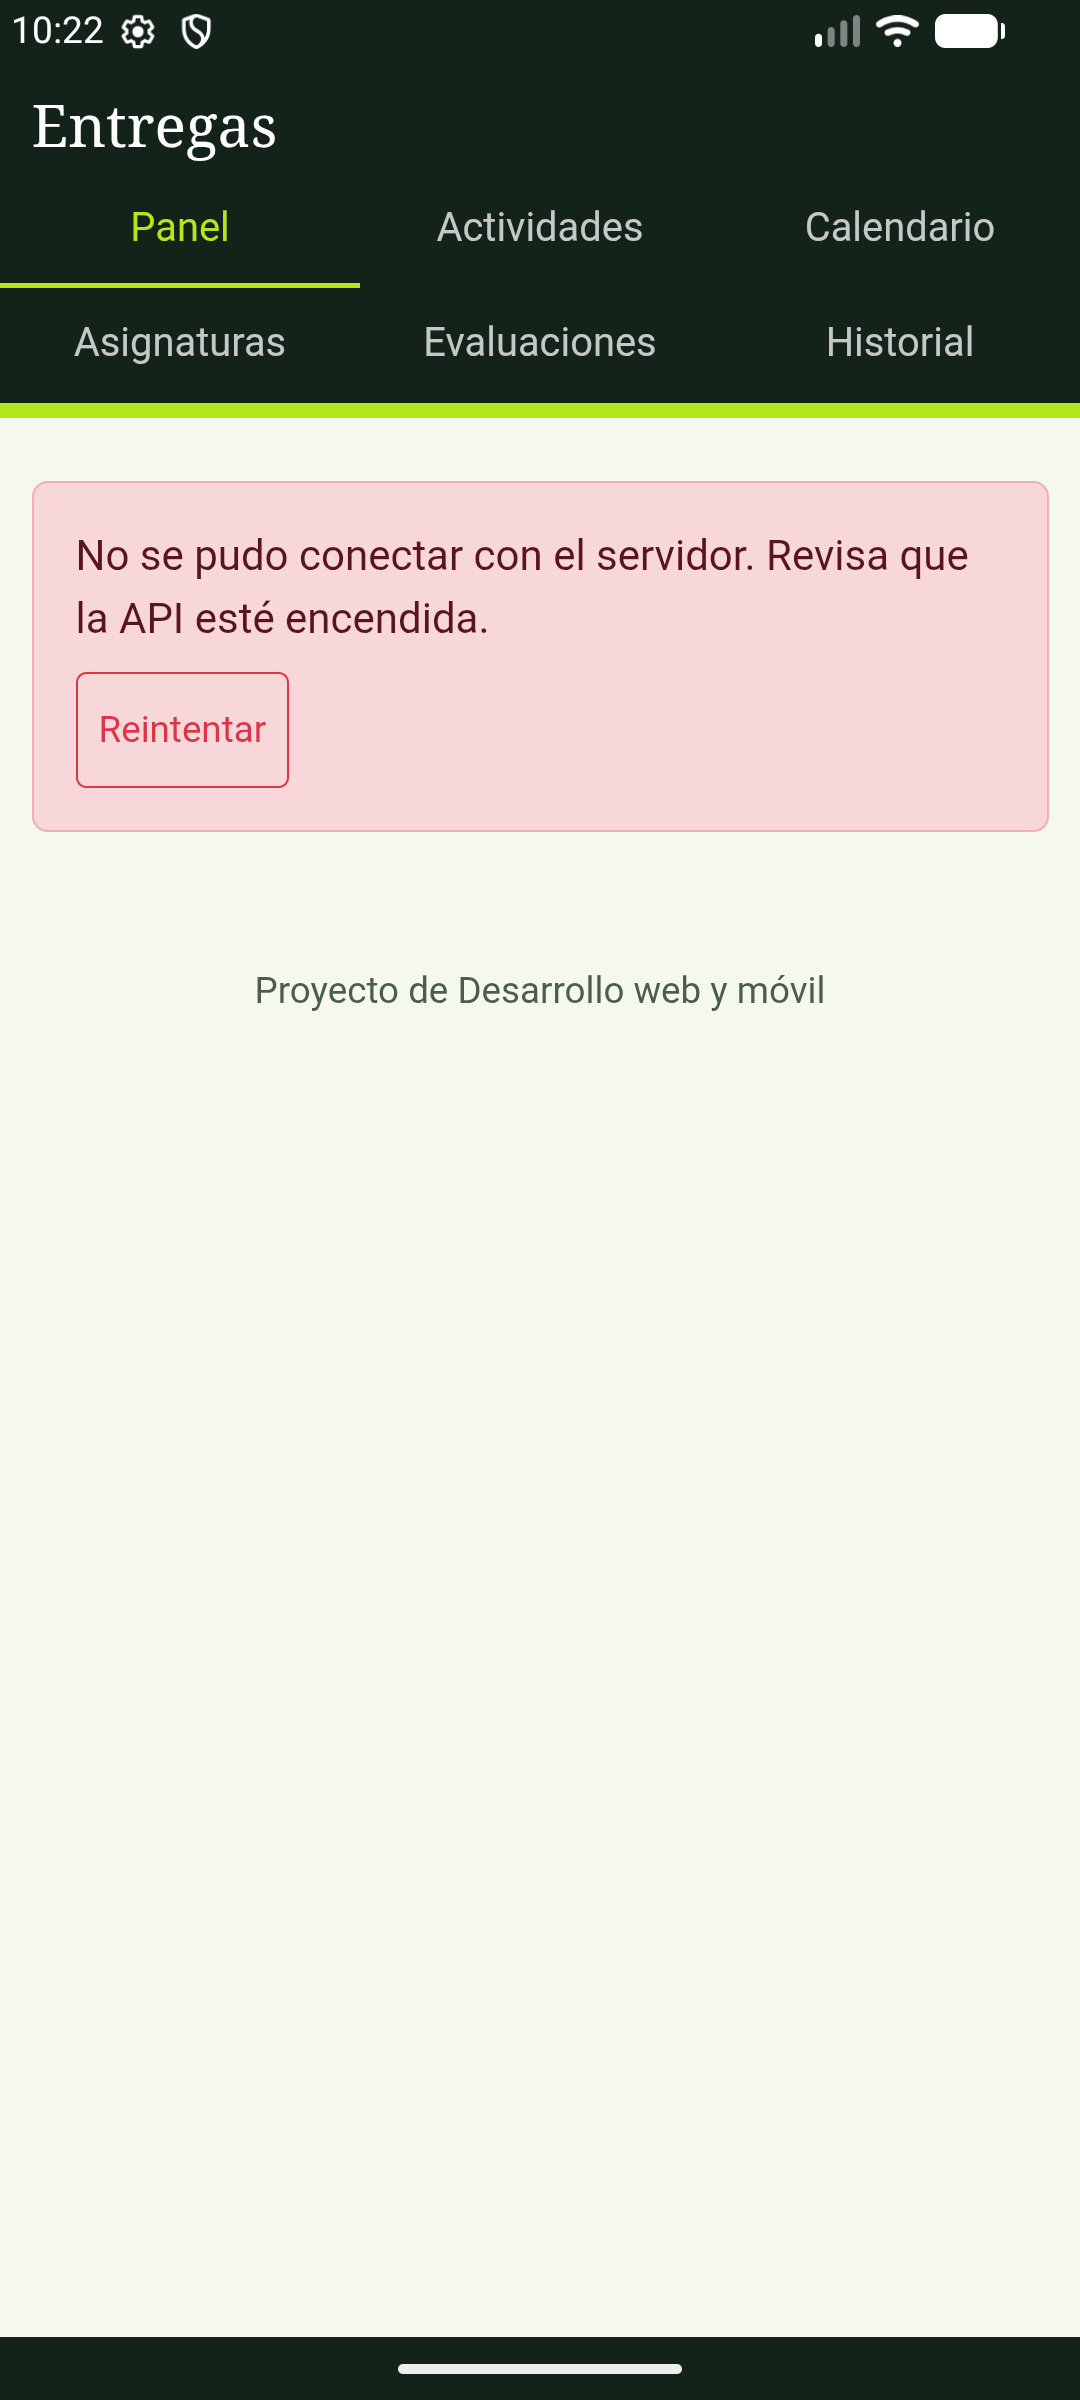 10:22
Entregas
Panel
Actividades
Calendario
Asignaturas
Evaluaciones
Historial
No se pudo conectar con el servidor. Revisa que
la API esté encendida.
Reintentar
Proyecto de Desarrollo web y móvil